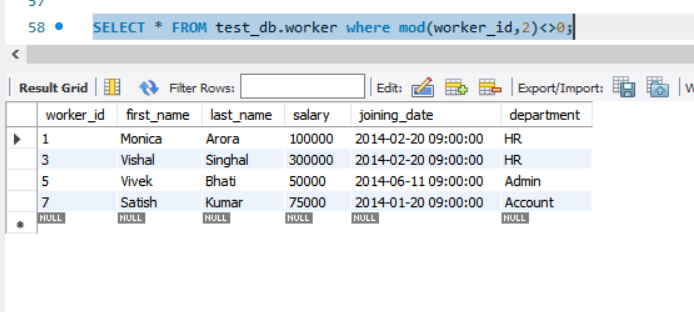 57
58 SELECT * FROM test_db.worker where mod(worker_id,2)<>0;
Result Grid Filter Rows: Edit: Export/Import: W
worker_id first_name last_name salary joining_date department
1 Monica Arora 100000 2014-02-20 09:00:00 HR
3 Vishal Singhal 300000 2014-02-20 09:00:00 HR
5 Vivek Bhati 50000 2014-06-11 09:00:00 Admin
7 Satish Kumar 75000 2014-01-20 09:00:00 Account
NULL NULL NULL NULL NULL NULL